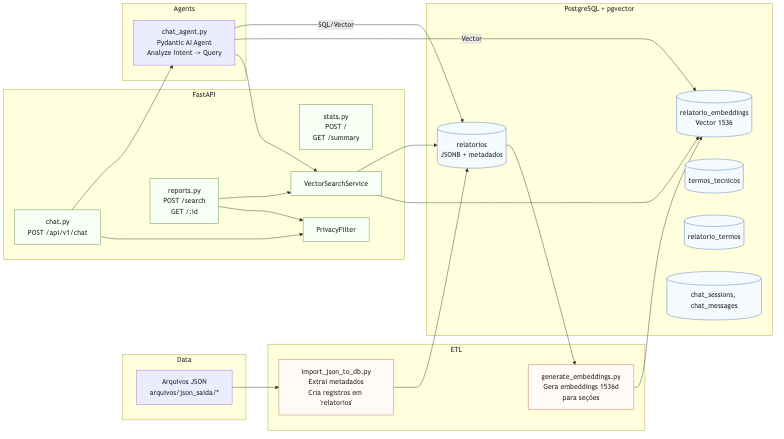 Agents
chat_agent.py
Pydantic AI Agent
Analyze Intent -> Query
SQL/Vector
Vector
PostgreSQL + pgvector
relatorio_embeddings
Vector 1536
relatorios
JSONB + metadados
termos_tecnicos
relatorio_termos
chat_sessions,
chat_messages
FastAPI
stats.py
POST /
GET /summary
reports.py
POST /search
GET /:id
VectorSearchService
chat.py
POST /api/v1/chat
PrivacyFilter
Data
Arquivos JSON
arquivos/json_saida/*
ETL
import_json_to_db.py
Extrai metadados
Cria registros em
'relatorios'
generate_embeddings.py
Gera embeddings 1536d
para seções